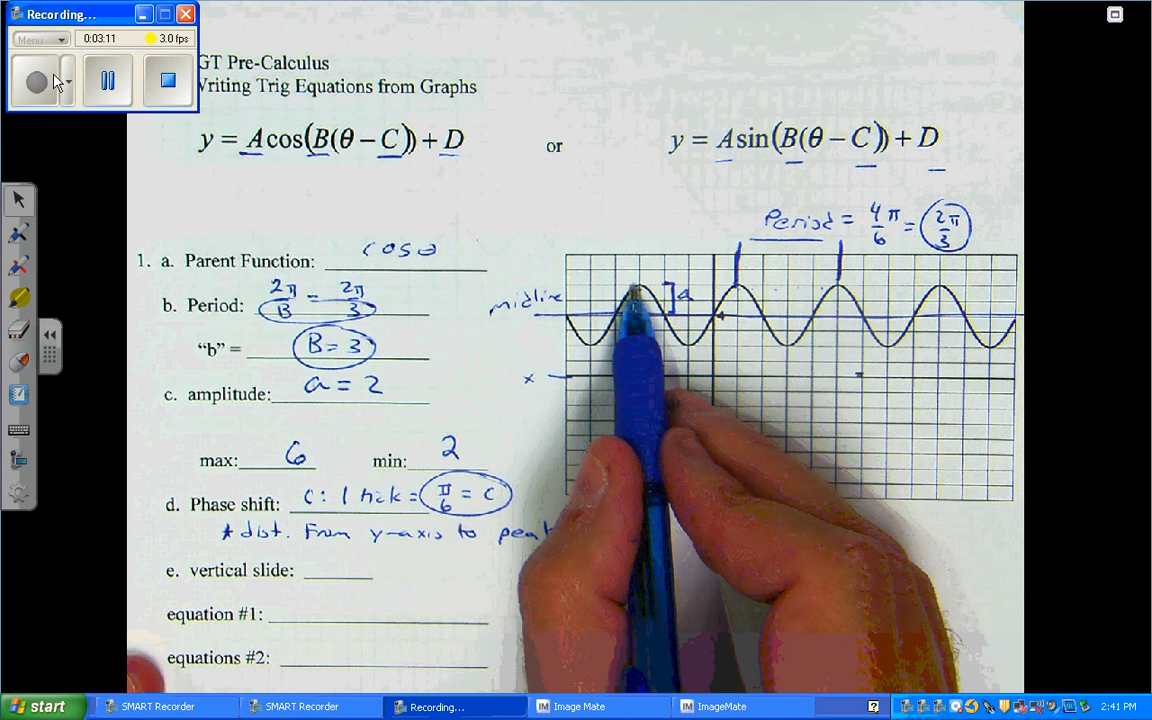 Recording...
Menu
0:03:11
3.0 fps
GT Pre-Calculus
Writing Trig Equations from Graphs
y = A cos(B(θ − C)) + D or y = A sin(B(θ − C)) + D
Period = 4π/6 = 2π/3
1. a. Parent Function: cos θ
b. Period: 2π/B = 2π/3
midline
a
"b" = B = 3
x
c. amplitude: a = 2
max: 6 min: 2
d. Phase shift: C: 1 tick = π/6 = C
* dist. From y-axis to peak
e. vertical slide:
equation #1:
equations #2:
start
SMART Recorder
SMART Recorder
Recording...
Image Mate
ImageMate
?
2:41 PM